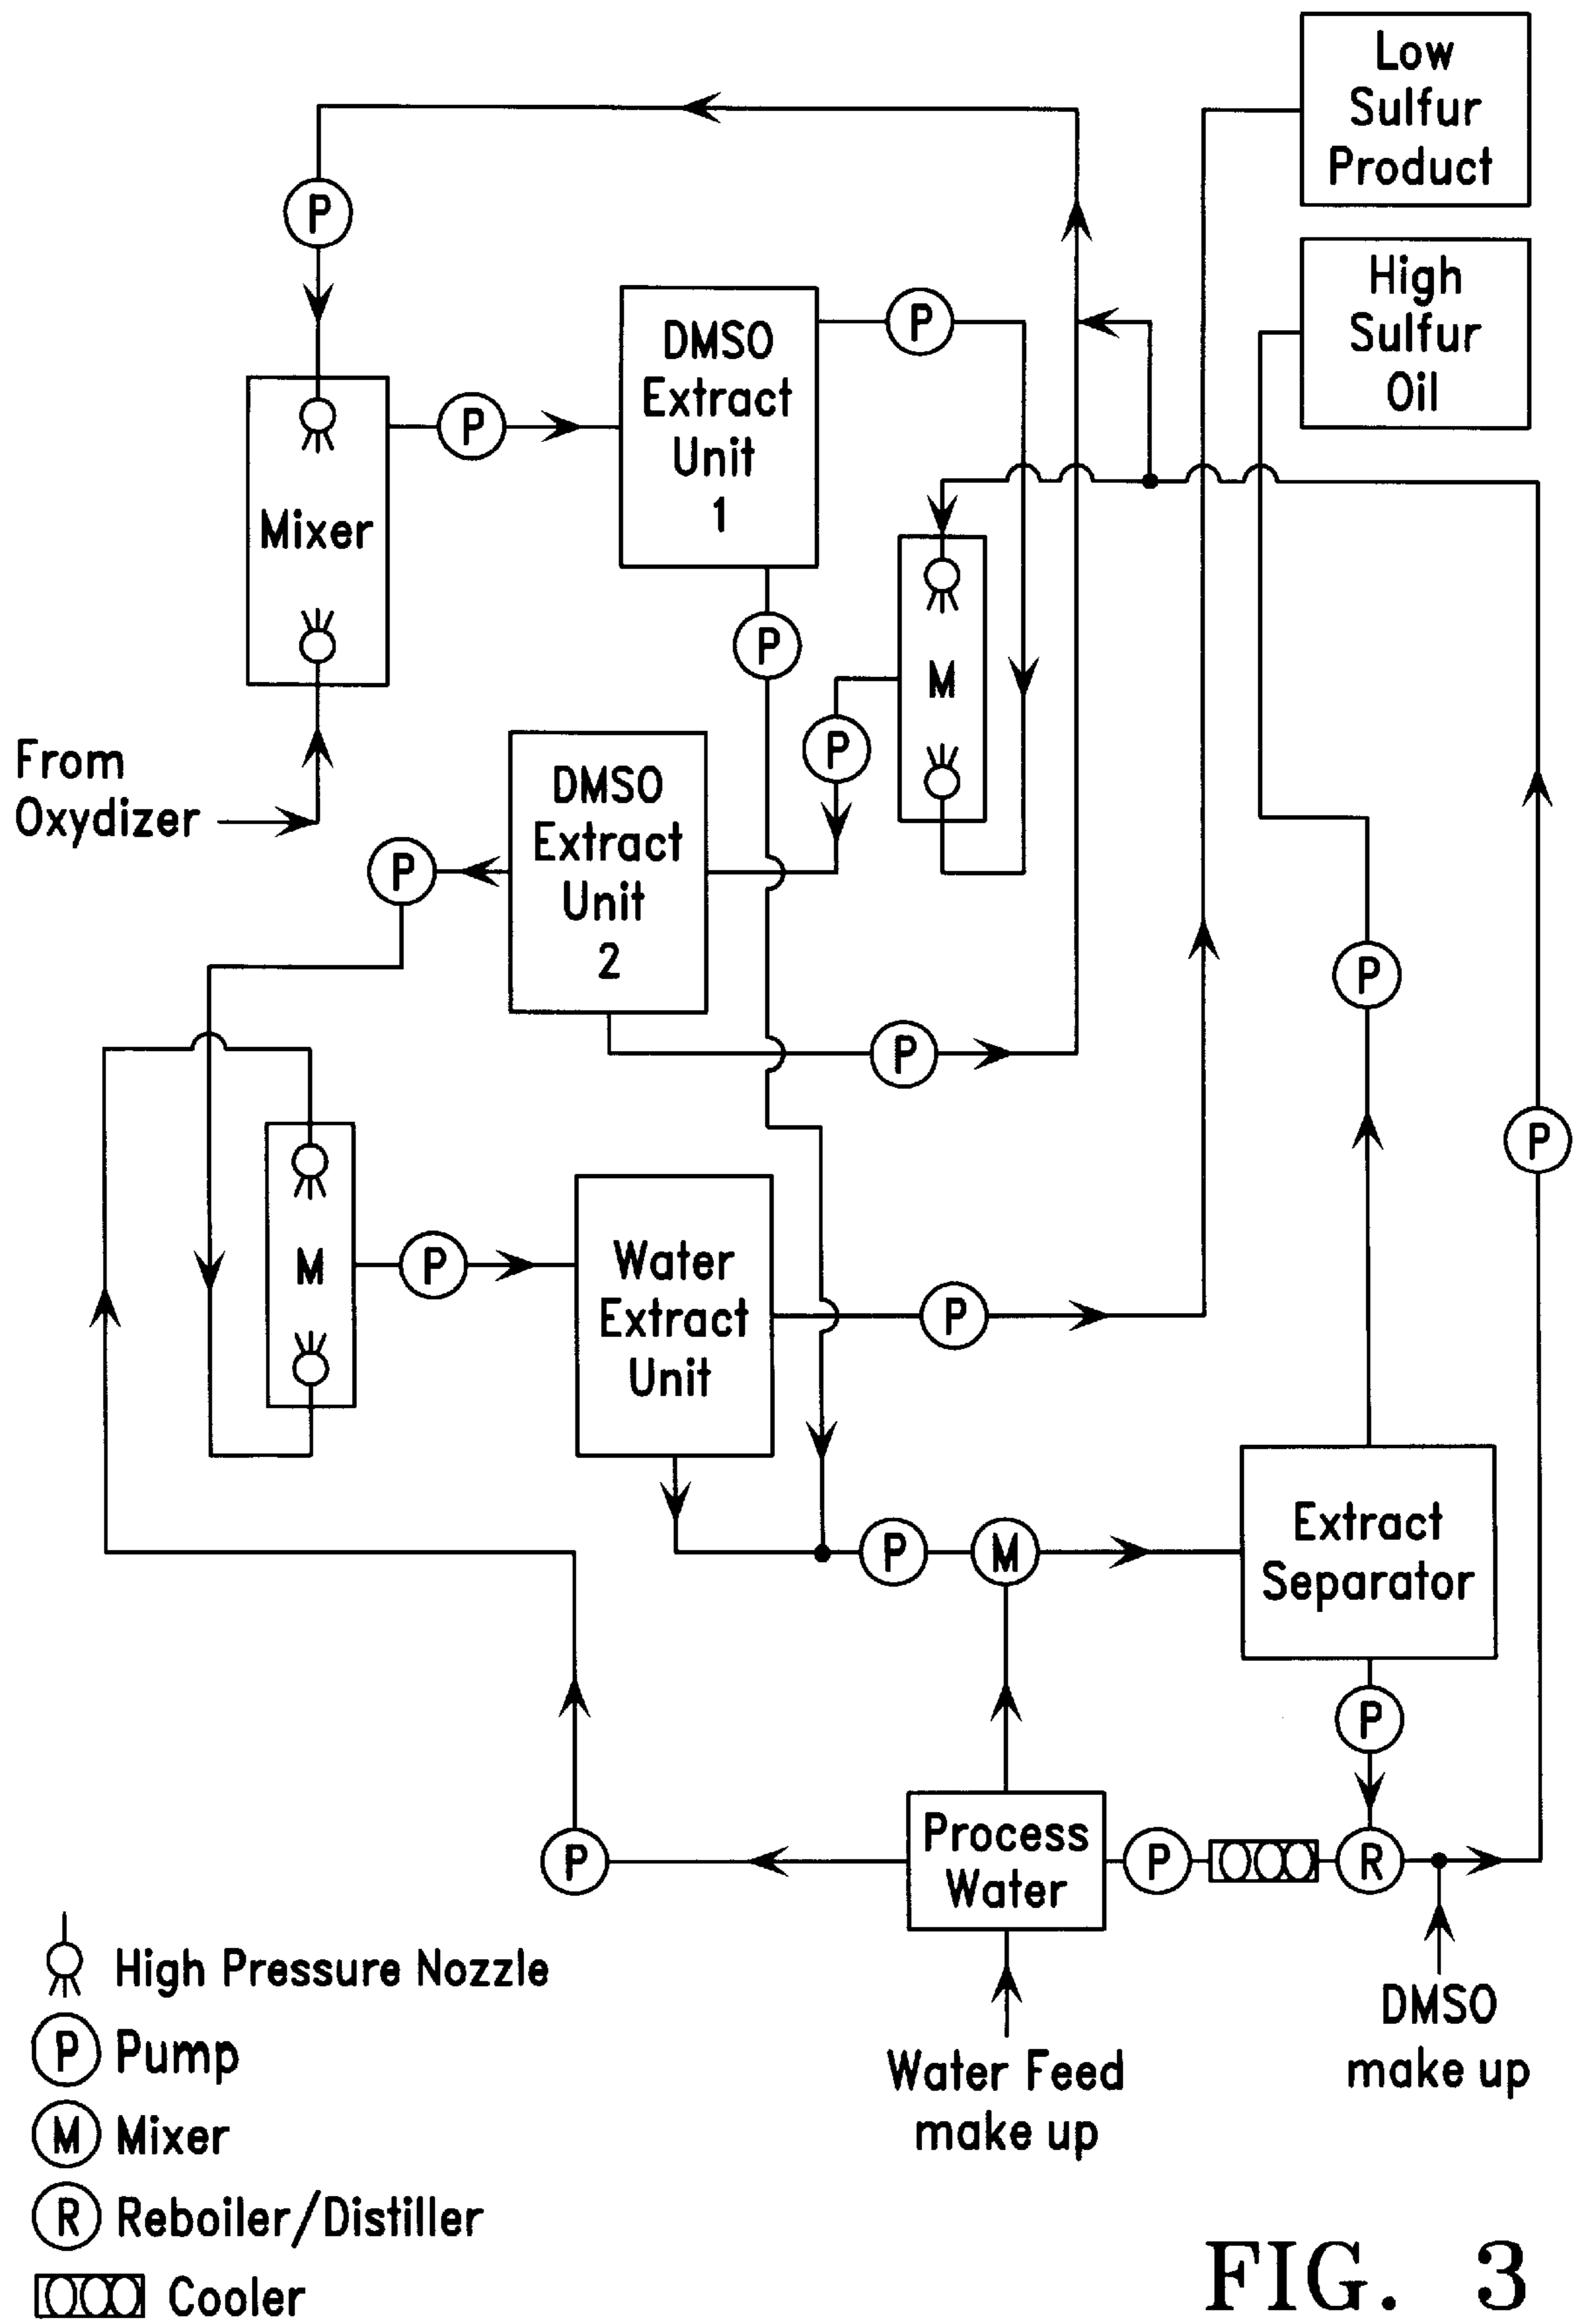 Low
Sulfur
Product
High
Sulfur
Oil
P
DMSO
Extract
Unit
1
P
P
Mixer
P
M
P
From
Oxydizer
DMSO
Extract
Unit
2
P
P
P
P
M
P
Water
Extract
Unit
P
P
M
Extract
Separator
P
P
Process
Water
P
R
High Pressure Nozzle
P Pump
M Mixer
R Reboiler/Distiller
Cooler
Water Feed
make up
DMSO
make up
FIG. 3